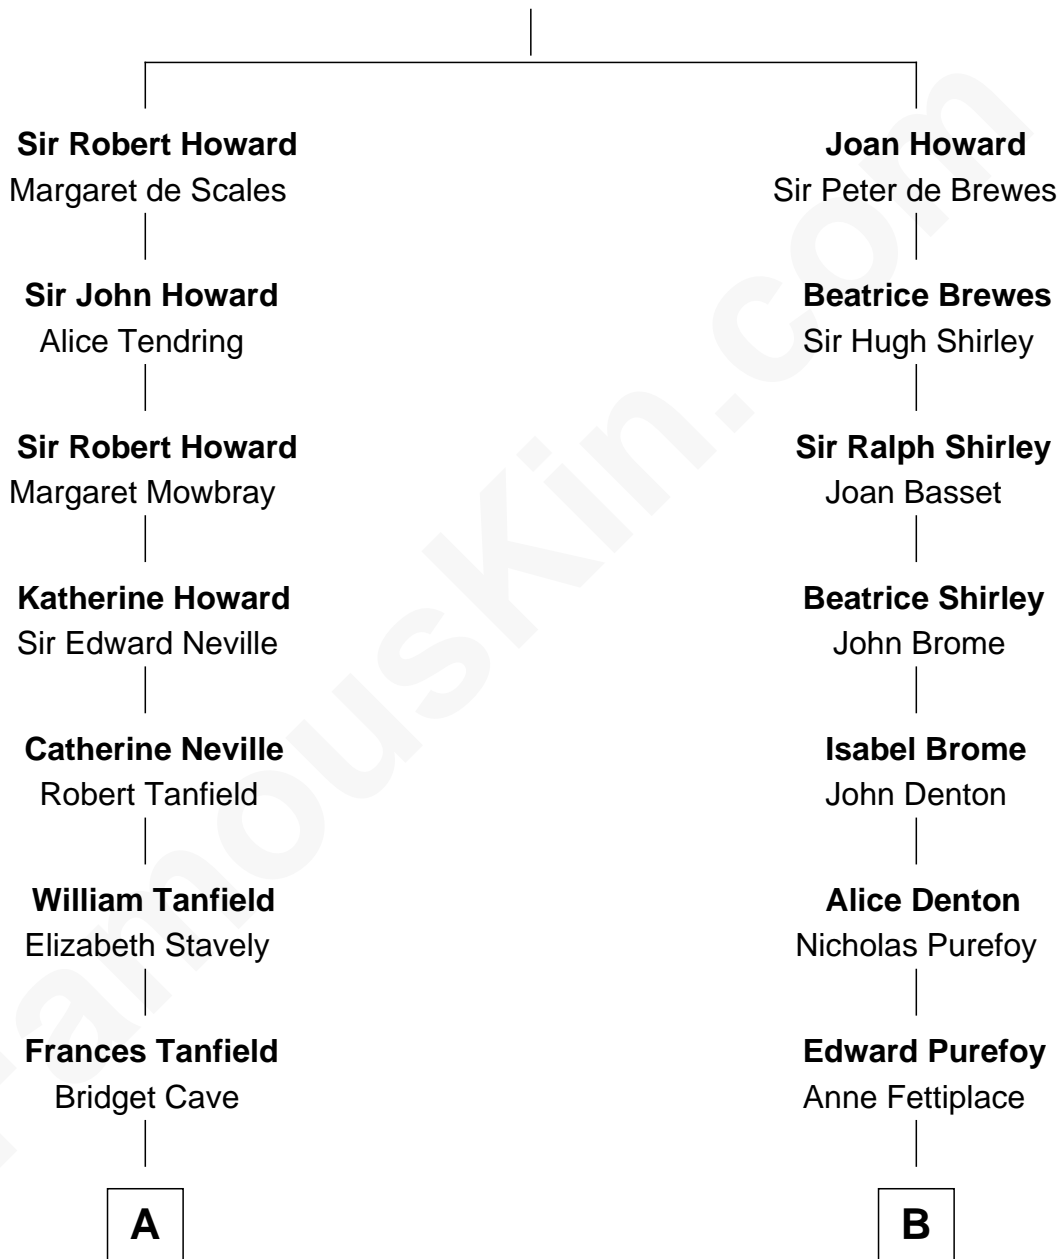 Sir Robert Howard
Margaret de Scales
Sir John Howard
Alice Tendring
Sir Robert Howard
Margaret Mowbray
Katherine Howard
Sir Edward Neville
Catherine Neville
Robert Tanfield
William Tanfield
Elizabeth Stavely
Frances Tanfield
Bridget Cave
A
Joan Howard
Sir Peter de Brewes
Beatrice Brewes
Sir Hugh Shirley
Sir Ralph Shirley
Joan Basset
Beatrice Shirley
John Brome
Isabel Brome
John Denton
Alice Denton
Nicholas Purefoy
Edward Purefoy
Anne Fettiplace
B
FamousKin.com